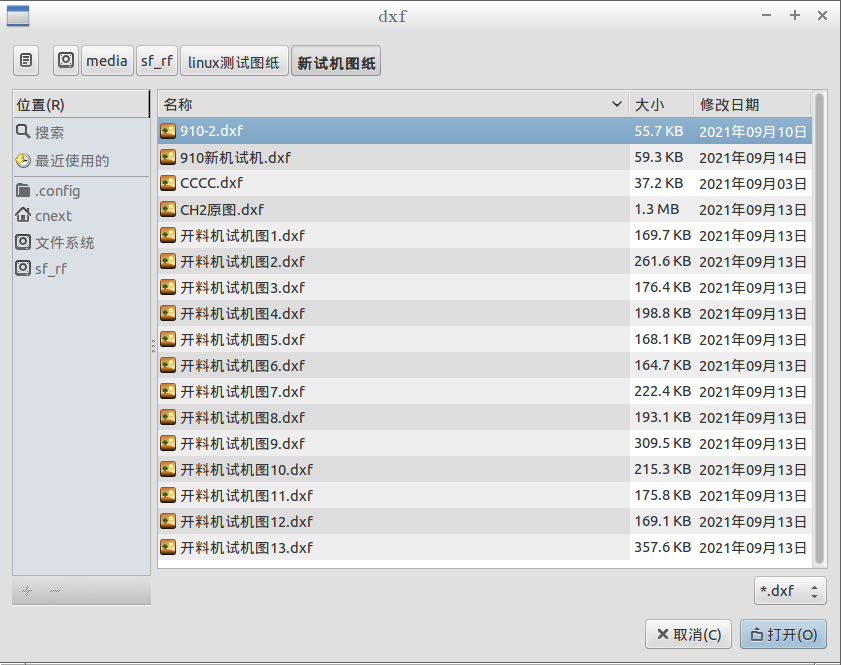 dxf
media sf_rf linux测试图纸 新试机图纸
位置(R)
搜索
最近使用的
.config
cnext
文件系统
sf_rf
名称 大小 修改日期
910-2.dxf 55.7 KB 2021年09月10日
910新机试机.dxf 59.3 KB 2021年09月14日
CCCC.dxf 37.2 KB 2021年09月03日
CH2原图.dxf 1.3 MB 2021年09月13日
开料机试机图1.dxf 169.7 KB 2021年09月13日
开料机试机图2.dxf 261.6 KB 2021年09月13日
开料机试机图3.dxf 176.4 KB 2021年09月13日
开料机试机图4.dxf 198.8 KB 2021年09月13日
开料机试机图5.dxf 168.1 KB 2021年09月13日
开料机试机图6.dxf 164.7 KB 2021年09月13日
开料机试机图7.dxf 222.4 KB 2021年09月13日
开料机试机图8.dxf 193.1 KB 2021年09月13日
开料机试机图9.dxf 309.5 KB 2021年09月13日
开料机试机图10.dxf 215.3 KB 2021年09月13日
开料机试机图11.dxf 175.8 KB 2021年09月13日
开料机试机图12.dxf 169.1 KB 2021年09月13日
开料机试机图13.dxf 357.6 KB 2021年09月13日
*.dxf
取消(C) 打开(O)